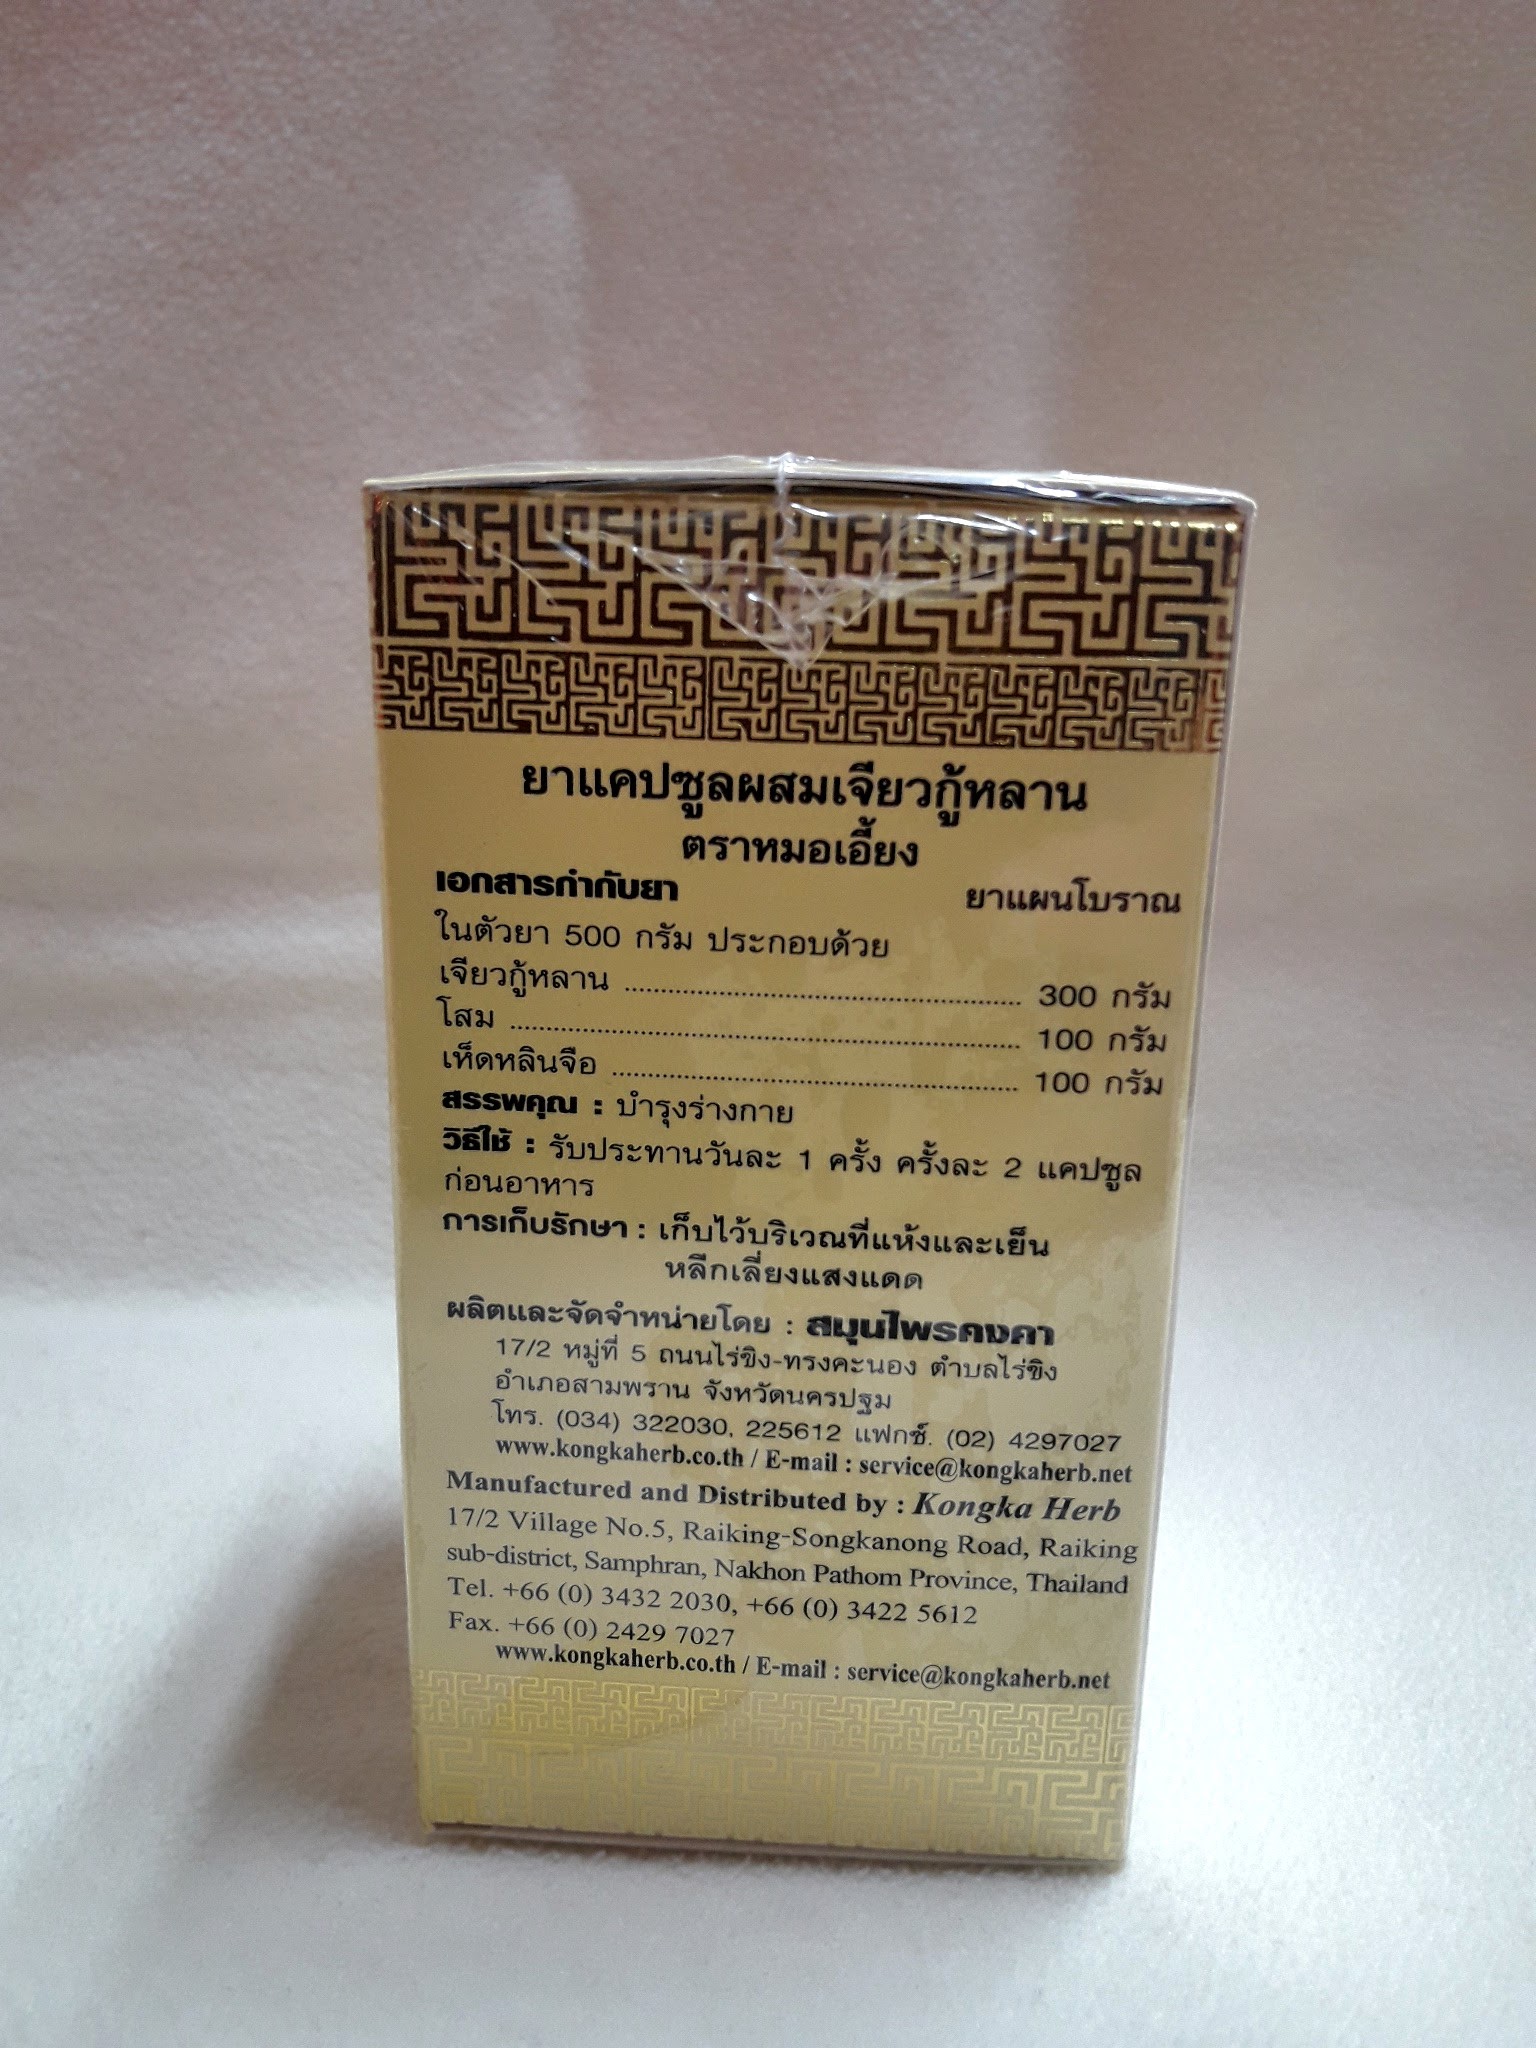 ยาแคปซูลผสมเจียวกู้หลาน
ตราหมอเอี้ยง
เอกสารกำกับยา ยาแผนโบราณ
ในตัวยา 500 กรัม ประกอบด้วย
เจียวกู้หลาน ........................................................ 300 กรัม
โสม ........................................................................ 100 กรัม
เห็ดหลินจือ ......................................................... 100 กรัม
สรรพคุณ : บำรุงร่างกาย
วิธีใช้ : รับประทานวันละ 1 ครั้ง ครั้งละ 2 แคปซูล
ก่อนอาหาร
การเก็บรักษา : เก็บไว้บริเวณที่แห้งและเย็น
หลีกเลี่ยงแสงแดด
ผลิตและจัดจำหน่ายโดย : สมุนไพรคงคา
17/2 หมู่ที่ 5 ถนนไร่ขิง-ทรงคะนอง ตำบลไร่ขิง
อำเภอสามพราน จังหวัดนครปฐม
โทร. (034) 322030, 225612 แฟกซ์. (02) 4297027
www.kongkaherb.co.th / E-mail : service@kongkaherb.net
Manufactured and Distributed by : Kongka Herb
17/2 Village No.5, Raiking-Songkanong Road, Raiking
sub-district, Samphran, Nakhon Pathom Province, Thailand
Tel. +66 (0) 3432 2030, +66 (0) 3422 5612
Fax. +66 (0) 2429 7027
www.kongkaherb.co.th / E-mail : service@kongkaherb.net